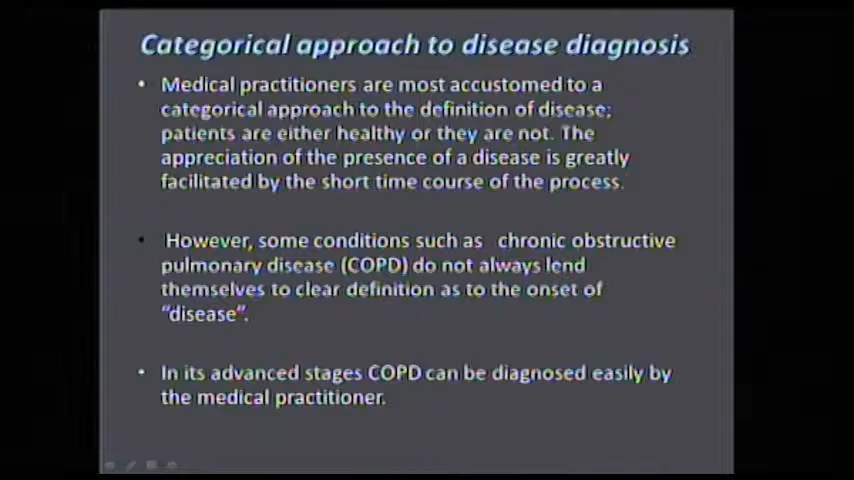 Categorical approach to disease diagnosis
• Medical practitioners are most accustomed to a
categorical approach to the definition of disease;
patients are either healthy or they are not. The
appreciation of the presence of a disease is greatly
facilitated by the short time course of the process.
• However, some conditions such as chronic obstructive
pulmonary disease (COPD) do not always lend
themselves to clear definition as to the onset of
“disease”.
• In its advanced stages COPD can be diagnosed easily by
the medical practitioner.